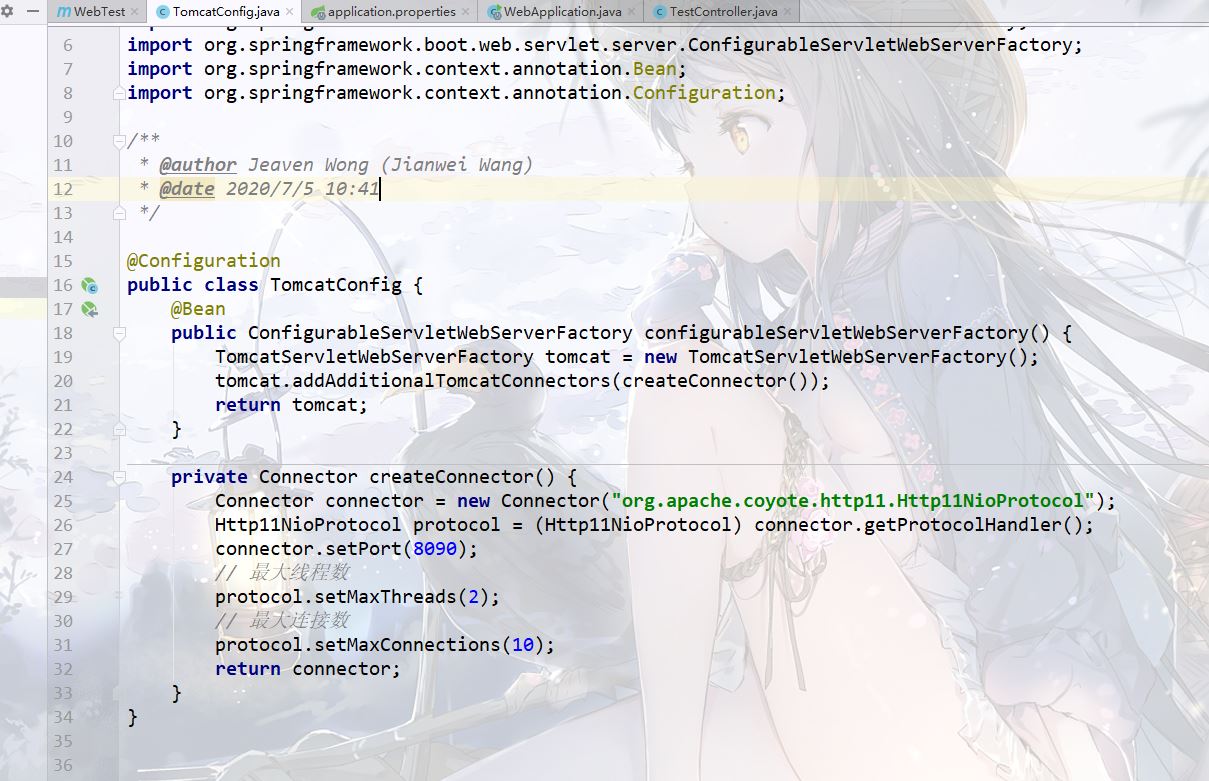 WebTest TomcatConfig.java application.properties WebApplication.java TestController.java
6 import org.springframework.boot.web.servlet.server.ConfigurableServletWebServerFactory;
7 import org.springframework.context.annotation.Bean;
8 import org.springframework.context.annotation.Configuration;
9
10 /**
11 * @author Jeaven Wong (Jianwei Wang)
12 * @date 2020/7/5 10:41
13 */
14
15 @Configuration
16 public class TomcatConfig {
17 @Bean
18 public ConfigurableServletWebServerFactory configurableServletWebServerFactory() {
19 TomcatServletWebServerFactory tomcat = new TomcatServletWebServerFactory();
20 tomcat.addAdditionalTomcatConnectors(createConnector());
21 return tomcat;
22 }
23
24 private Connector createConnector() {
25 Connector connector = new Connector("org.apache.coyote.http11.Http11NioProtocol");
26 Http11NioProtocol protocol = (Http11NioProtocol) connector.getProtocolHandler();
27 connector.setPort(8090);
28 // 最大线程数
29 protocol.setMaxThreads(2);
30 // 最大连接数
31 protocol.setMaxConnections(10);
32 return connector;
33 }
34 }
35
36